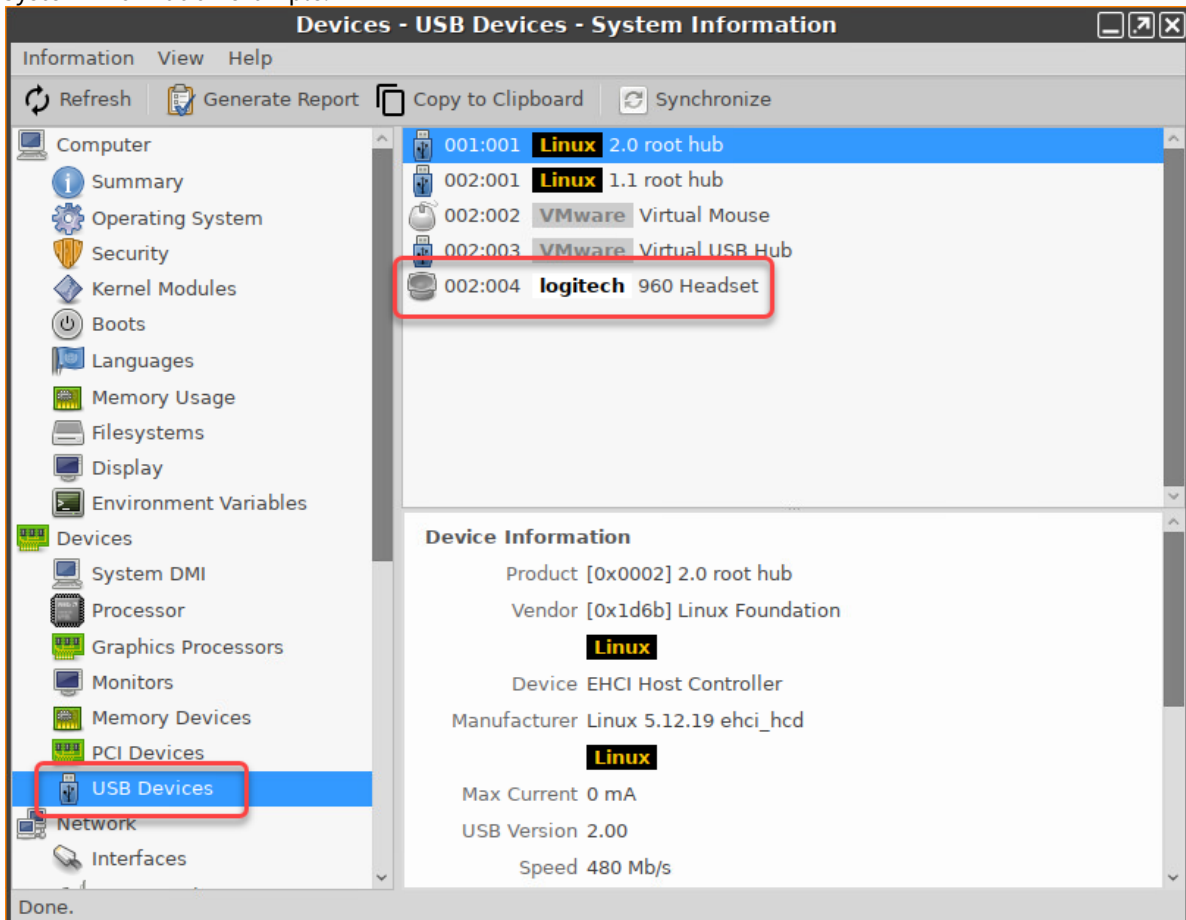 Devices - USB Devices - System Information
Information View Help
Refresh Generate Report Copy to Clipboard Synchronize
Computer
Summary
Operating System
Security
Kernel Modules
Boots
Languages
Memory Usage
Filesystems
Display
Environment Variables
Devices
System DMI
Processor
Graphics Processors
Monitors
Memory Devices
PCI Devices
USB Devices
Network
Interfaces
001:001 Linux 2.0 root hub
002:001 Linux 1.1 root hub
002:002 VMware Virtual Mouse
002:003 VMware Virtual USB Hub
002:004 logitech 960 Headset
Device Information
Product [0x0002] 2.0 root hub
Vendor [0x1d6b] Linux Foundation
Linux
Device EHCI Host Controller
Manufacturer Linux 5.12.19 ehci_hcd
Linux
Max Current 0 mA
USB Version 2.00
Speed 480 Mb/s
Done.